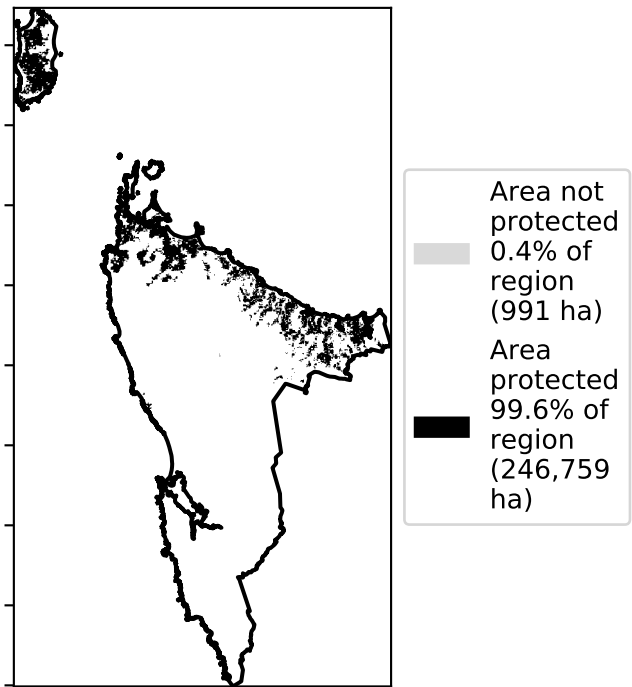 Area not
protected
0.4% of
region
(991 ha)
Area
protected
99.6% of
region
(246,759
ha)